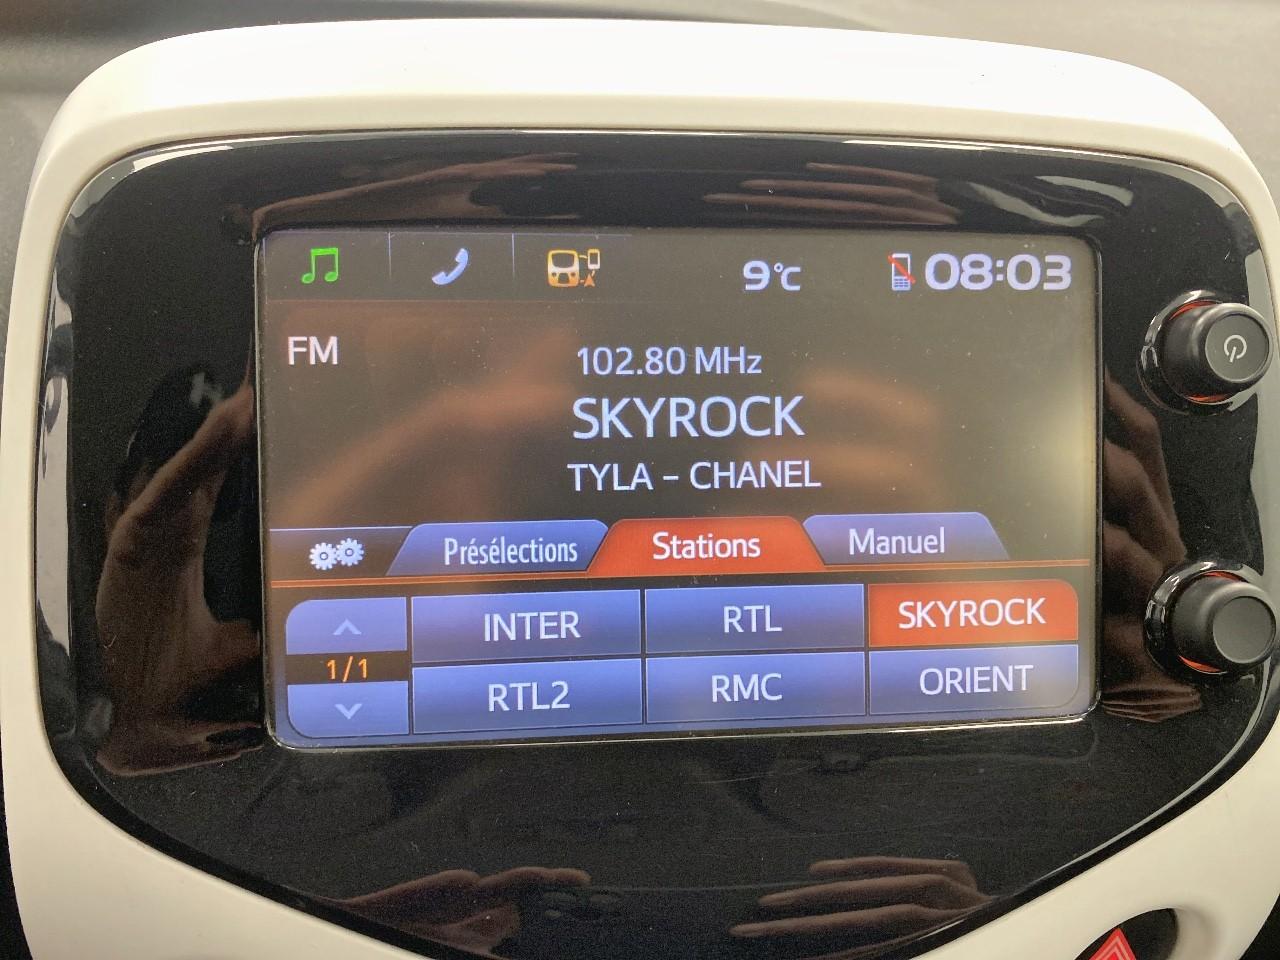 9°C
08:03
FM
102.80 MHz
SKYROCK
TYLA – CHANEL
Présélections Stations Manuel
INTER RTL SKYROCK
1/1
RTL2 RMC ORIENT